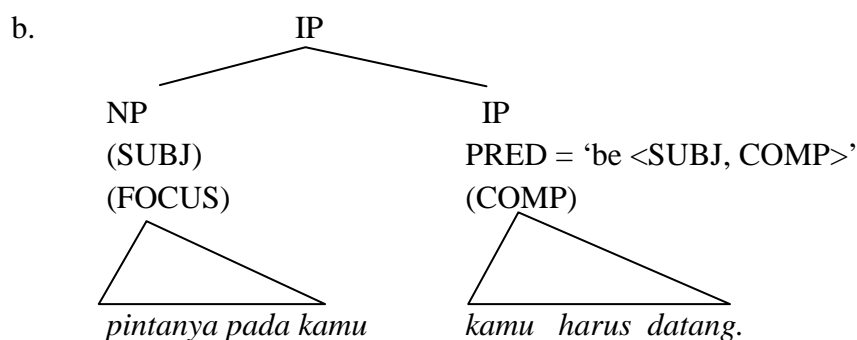 b. IP
NP IP
(SUBJ) PRED = ‘be <SUBJ, COMP>’
(FOCUS) (COMP)
pintanya pada kamu kamu harus datang.